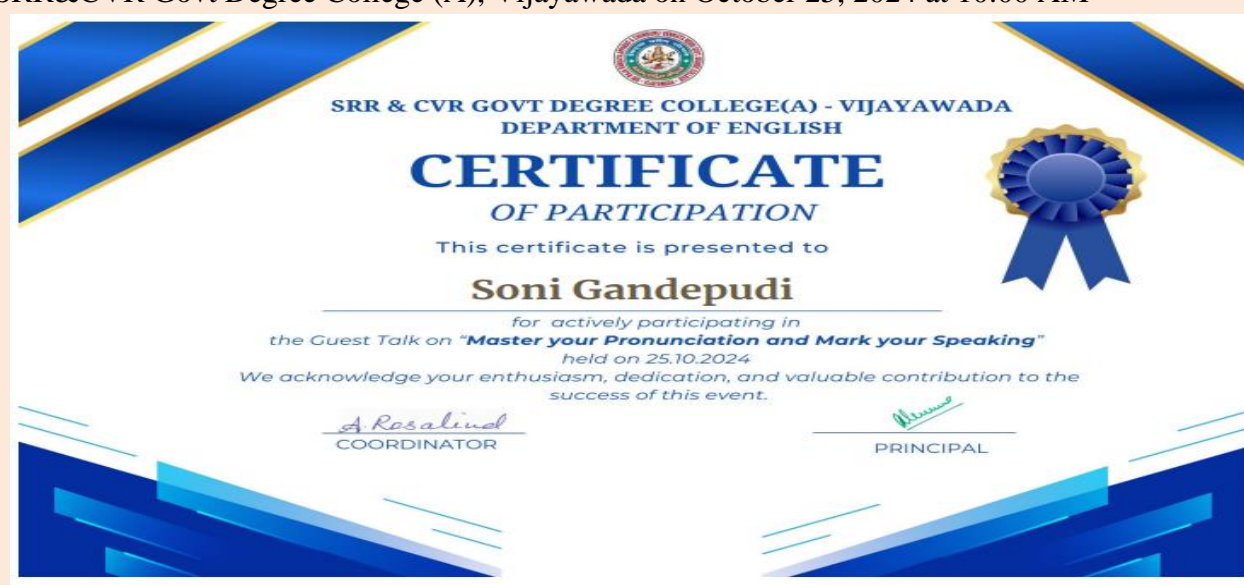 SRR&CVR Govt Degree College (A), Vijayawada on October 25, 2024 at AM
SRR & CVR GOVT DEGREE COLLEGE(A) - VIJAYAWADA
DEPARTMENT OF ENGLISH
CERTIFICATE
OF PARTICIPATION
This certificate is presented to
Soni Gandepudi
for actively participating in
the Guest Talk on "Master your Pronunciation and Mark your Speaking"
held on 25.10.2024
We acknowledge your enthusiasm, dedication, and valuable contribution to the
success of this event.
A. Rosalind
COORDINATOR
PRINCIPAL